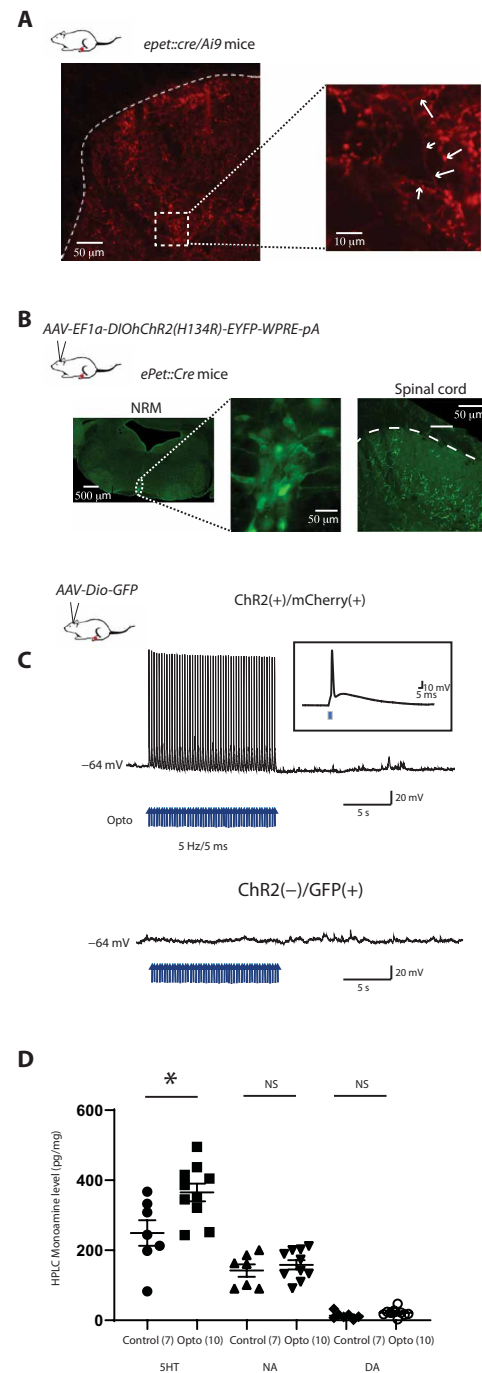 A
epet::cre/Ai9 mice
50 μm
10 μm
B
AAV-EF1a-DIOhChR2(H134R)-EYFP-WPRE-pA
ePet::Cre mice
NRM
Spinal cord
500 μm
50 μm
50 μm
AAV-Dio-GFP
ChR2(+)/mCherry(+)
C
10 mV
5 ms
−64 mV
20 mV
5 s
Opto
5 Hz/5 ms
ChR2(−)/GFP(+)
−64 mV
20 mV
5 s
D
* NS NS
HPLC Monoamine level (pg/mg)
600
400
200
0
Control (7) Opto (10) Control (7) Opto (10) Control (7) Opto (10)
5HT NA DA